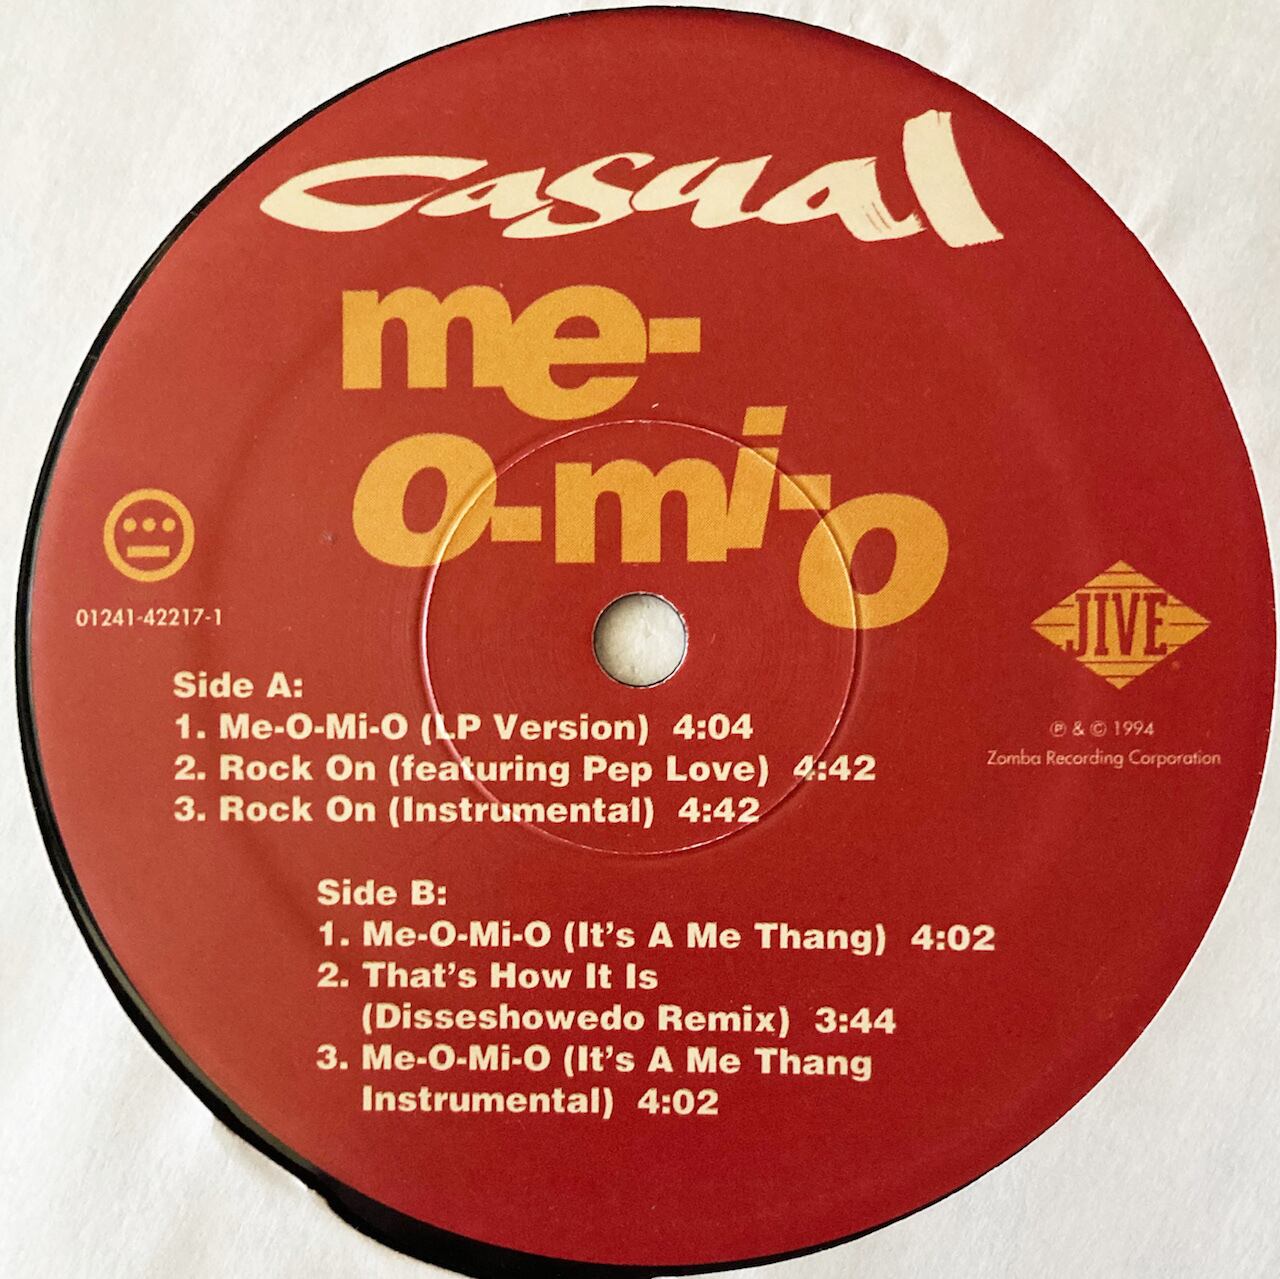 casual
me-
o-mi-o
01241-42217-1
JIVE
℗ & © 1994
Zomba Recording Corporation
Side A:
1. Me-O-Mi-O (LP Version) 4:04
2. Rock On (featuring Pep Love) 4:42
3. Rock On (Instrumental) 4:42
Side B:
1. Me-O-Mi-O (It's A Me Thang) 4:02
2. That's How It Is
(Disseshowedo Remix) 3:44
3. Me-O-Mi-O (It's A Me Thang
Instrumental) 4:02